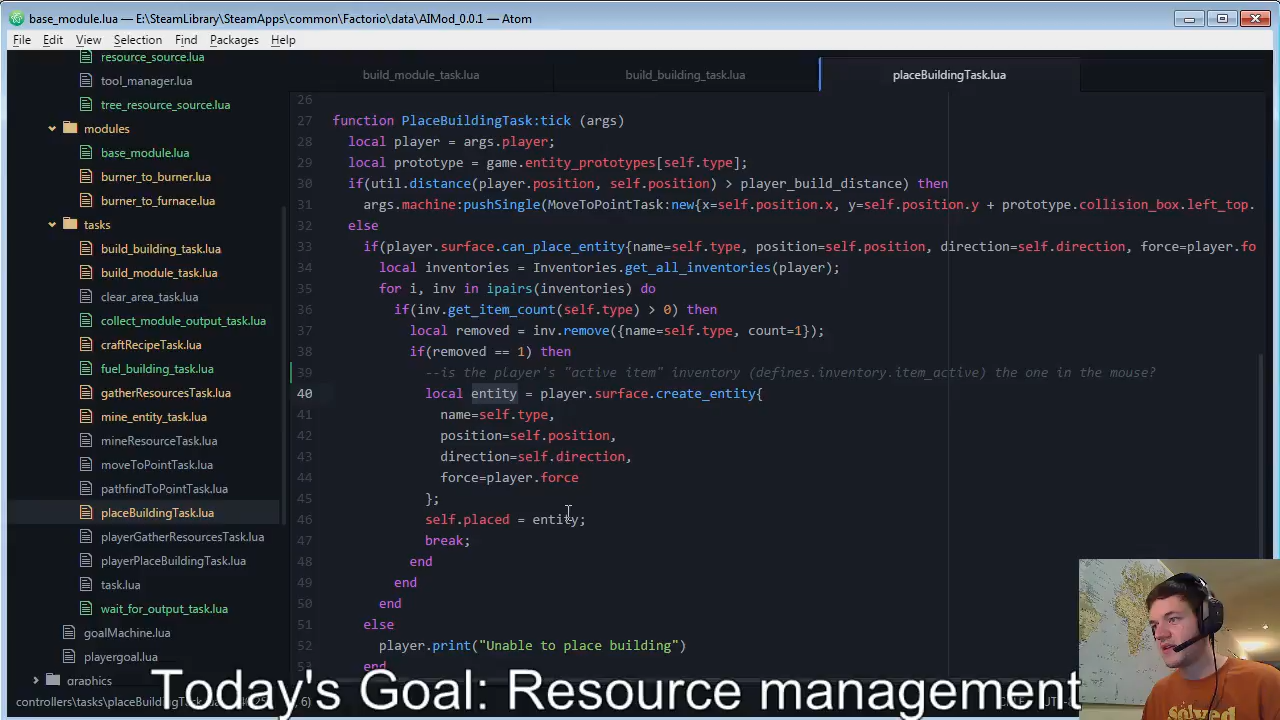 base_module.lua — E:\SteamLibrary\SteamApps\common\Factorio\data\AIMod_0.0.1 — Atom
File Edit View Selection Find Packages Help
resource_source.lua
tool_manager.lua
tree_resource_source.lua
modules
base_module.lua
burner_to_burner.lua
burner_to_furnace.lua
tasks
build_building_task.lua
build_module_task.lua
clear_area_task.lua
collect_module_output_task.lua
craftRecipeTask.lua
fuel_building_task.lua
gatherResourcesTask.lua
mine_entity_task.lua
mineResourceTask.lua
moveToPointTask.lua
pathfindToPointTask.lua
placeBuildingTask.lua
playerGatherResourcesTask.lua
playerPlaceBuildingTask.lua
task.lua
wait_for_output_task.lua
goalMachine.lua
playergoal.lua
graphics
build_module_task.lua build_building_task.lua placeBuildingTask.lua
26
27 function PlaceBuildingTask:tick (args)
28 local player = args.player;
29 local prototype = game.entity_prototypes[self.type];
30 if(util.distance(player.position, self.position) > player_build_distance) then
31 args.machine:pushSingle(MoveToPointTask:new{x=self.position.x, y=self.position.y + prototype.collision_box.left_top.
32 else
33 if(player.surface.can_place_entity{name=self.type, position=self.position, direction=self.direction, force=player.fo
34 local inventories = Inventories.get_all_inventories(player);
35 for i, inv in ipairs(inventories) do
36 if(inv.get_item_count(self.type) > 0) then
37 local removed = inv.remove({name=self.type, count=1});
38 if(removed == 1) then
39 --is the player's "active item" inventory (defines.inventory.item_active) the one in the mouse?
40 local entity = player.surface.create_entity{
41 name=self.type,
42 position=self.position,
43 direction=self.direction,
44 force=player.force
45 };
46 self.placed = entity;
47 break;
48 end
49 end
50 end
51 else
52 player.print("Unable to place building")
53 end
Today's Goal: Resource management
controllers\tasks\placeBuildingTask.lua